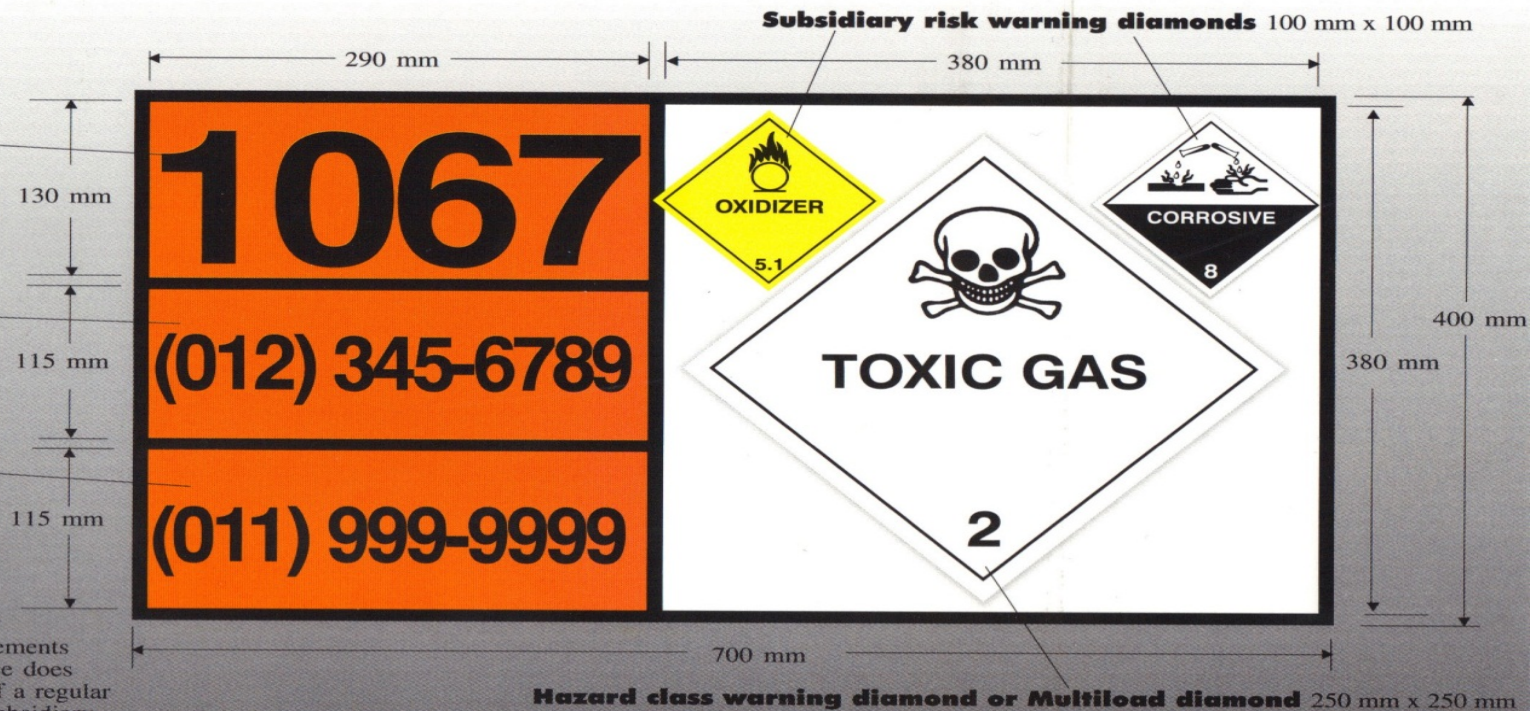 Subsidiary risk warning diamonds 100 mm x 100 mm
290 mm
380 mm
130 mm
115 mm
115 mm
1067
(012) 345-6789
(011) 999-9999
OXIDIZER
5.1
CORROSIVE
8
TOXIC GAS
2
380 mm
400 mm
700 mm
e does
f a regular
Hazard class warning diamond or Multiload diamond 250 mm x 250 mm